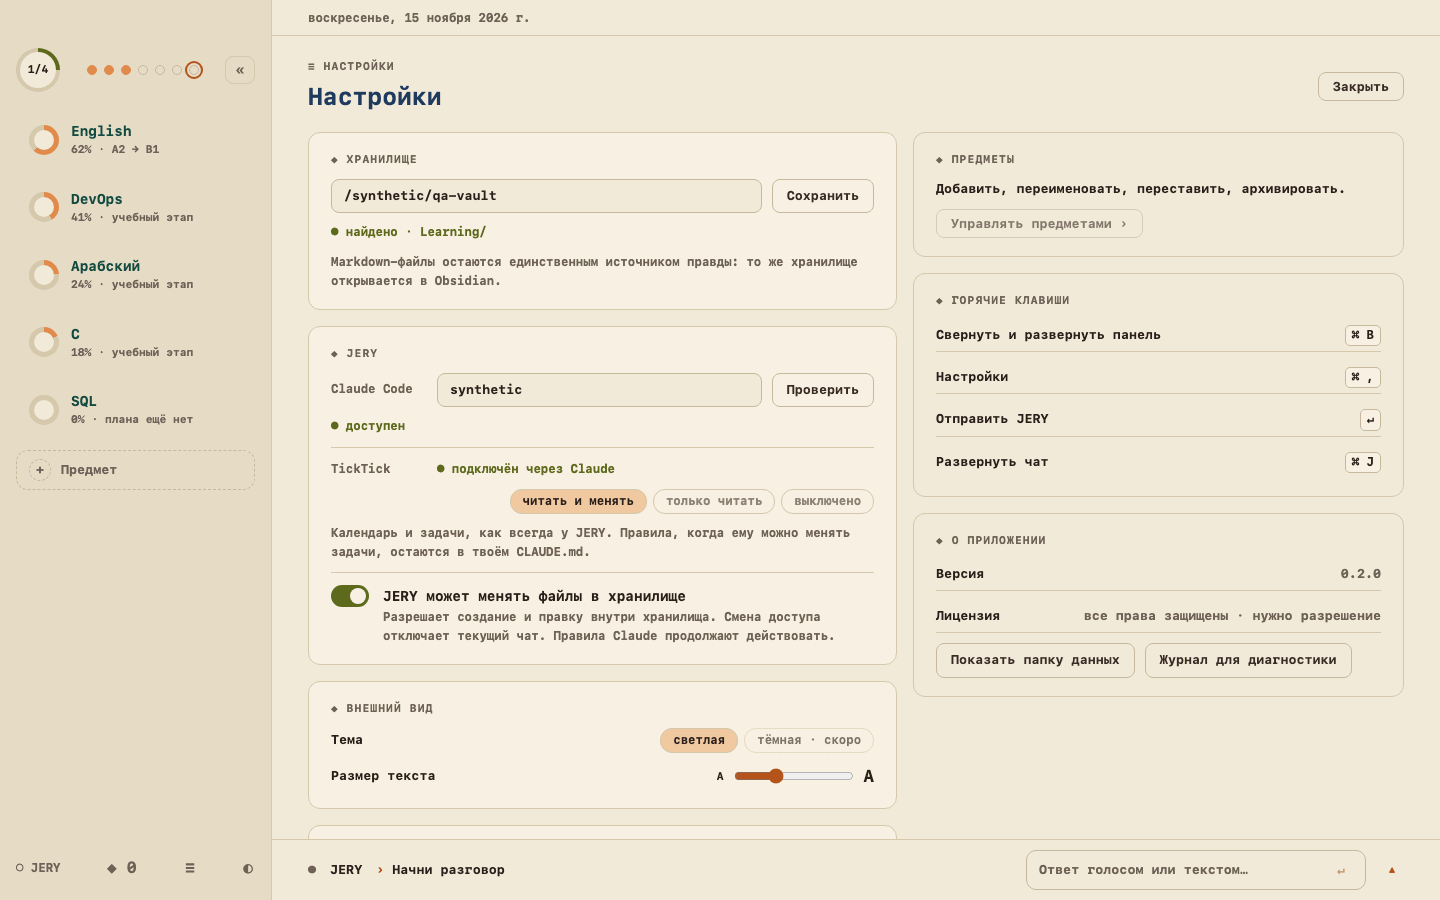 1/4
«
English
62% · A2 → B1
DevOps
41% · учебный этап
Арабский
24% · учебный этап
C
18% · учебный этап
SQL
0% · плана ещё нет
+ Предмет
JERY
◆ 0
≡
воскресенье, 15 ноября 2026 г.
≡ НАСТРОЙКИ
Настройки
Закрыть
◆ ХРАНИЛИЩЕ
/synthetic/qa-vault
Сохранить
● найдено · Learning/
Markdown-файлы остаются единственным источником правды: то же хранилище
открывается в Obsidian.
◆ JERY
Claude Code
synthetic
Проверить
● доступен
TickTick
● подключён через Claude
читать и менять
только читать
выключено
Календарь и задачи, как всегда у JERY. Правила, когда ему можно менять
задачи, остаются в твоём CLAUDE.md.
JERY может менять файлы в хранилище
Разрешает создание и правку внутри хранилища. Смена доступа
отключает текущий чат. Правила Claude продолжают действовать.
◆ ВНЕШНИЙ ВИД
Тема
светлая
тёмная · скоро
Размер текста
A
A
◆ ПРЕДМЕТЫ
Добавить, переименовать, переставить, архивировать.
Управлять предметами ›
◆ ГОРЯЧИЕ КЛАВИШИ
Свернуть и развернуть панель
⌘ B
Настройки
⌘ ,
Отправить JERY
↵
Развернуть чат
⌘ J
◆ О ПРИЛОЖЕНИИ
Версия
0.2.0
Лицензия
все права защищены · нужно разрешение
Показать папку данных
Журнал для диагностики
● JERY › Начни разговор
Ответ голосом или текстом…
↵
▲